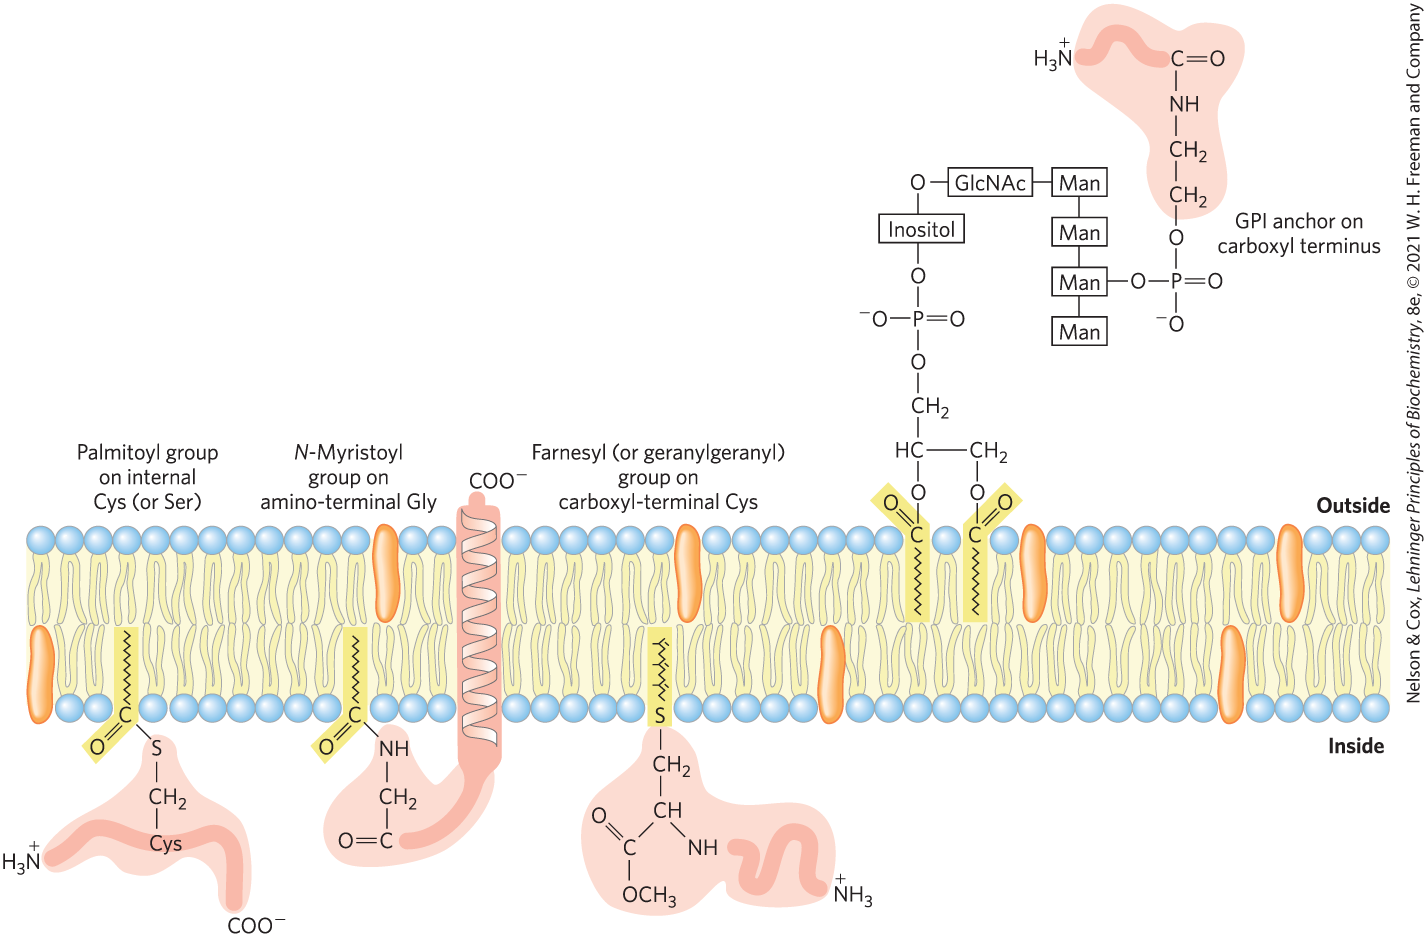 H₃N⁺
C=O
NH
CH₂
CH₂
O
O
GlcNAc
Man
Inositol
Man
GPI anchor on
carboxyl terminus
O
Man
O
P
O
⁻O
Man
⁻O
P
O
O
CH₂
HC
CH₂
O
O
O
O
C
C
Palmitoyl group
on internal
Cys (or Ser)
N-Myristoyl
group on
amino-terminal Gly
COO⁻
Farnesyl (or geranylgeranyl)
group on
carboxyl-terminal Cys
Outside
Inside
C
O
S
CH₂
Cys
H₃N⁺
COO⁻
C
O
NH
CH₂
O=C
S
CH₂
CH
O
C
NH
OCH₃
⁺NH₃
Nelson & Cox, Lehninger Principles of Biochemistry, 8e, © 2021 W. H. Freeman and Company